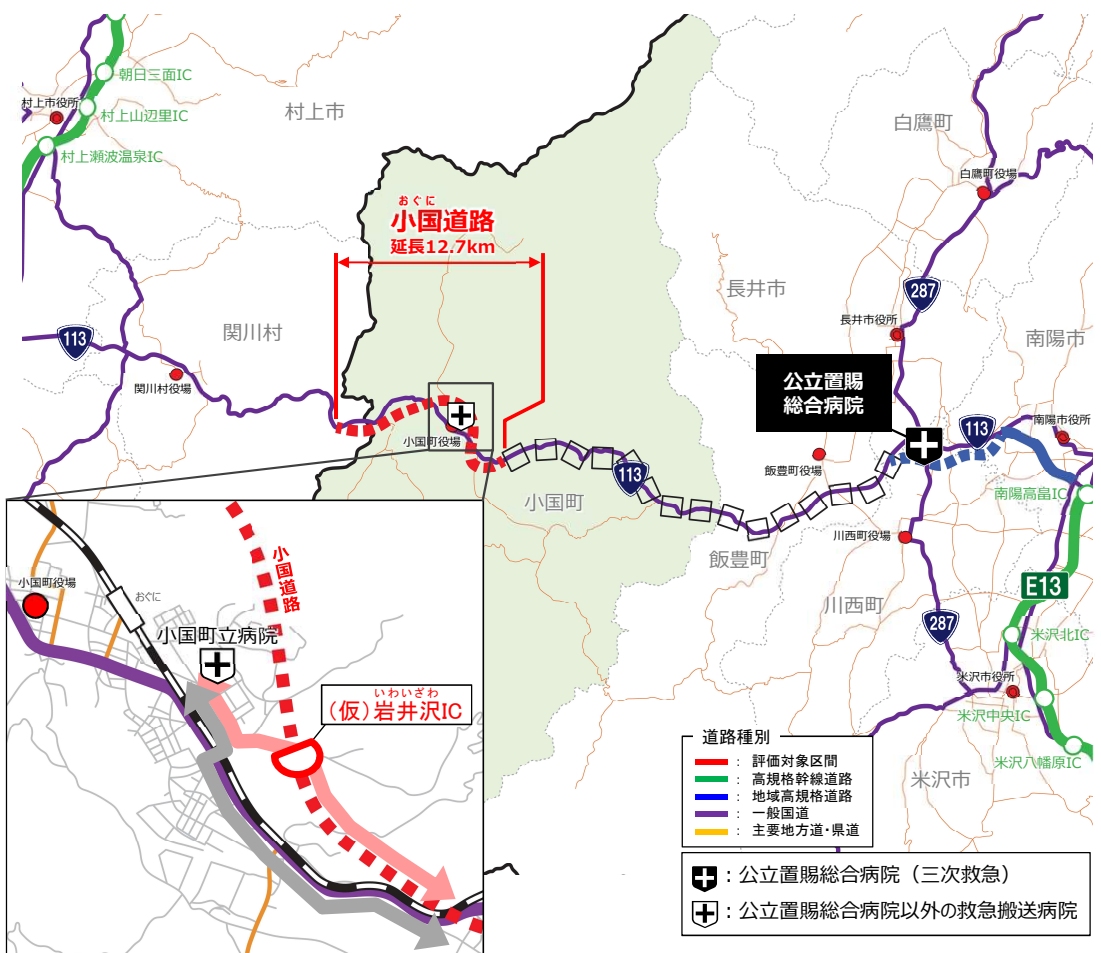 朝日三面IC
村上市役所
村上山辺里IC
村上市
村上瀬波温泉IC
白鷹町
白鷹町役場
おぐに
小国道路
延長12.7km
長井市
287
長井市役所
南陽市
関川村
113
関川村役場
公立置賜
総合病院
113
南陽市役所
小国町役場
飯豊町役場
113
小国町
南陽高畠IC
川西町役場
飯豊町
E13
川西町
287
米沢北IC
米沢市役所
米沢中央IC
米沢八幡原IC
米沢市
小国道路
小国町役場
おぐに
小国町立病院
いわいざわ
(仮)岩井沢IC
道路種別
: 評価対象区間
: 高規格幹線道路
: 地域高規格道路
: 一般国道
: 主要地方道・県道
: 公立置賜総合病院（三次救急）
: 公立置賜総合病院以外の救急搬送病院